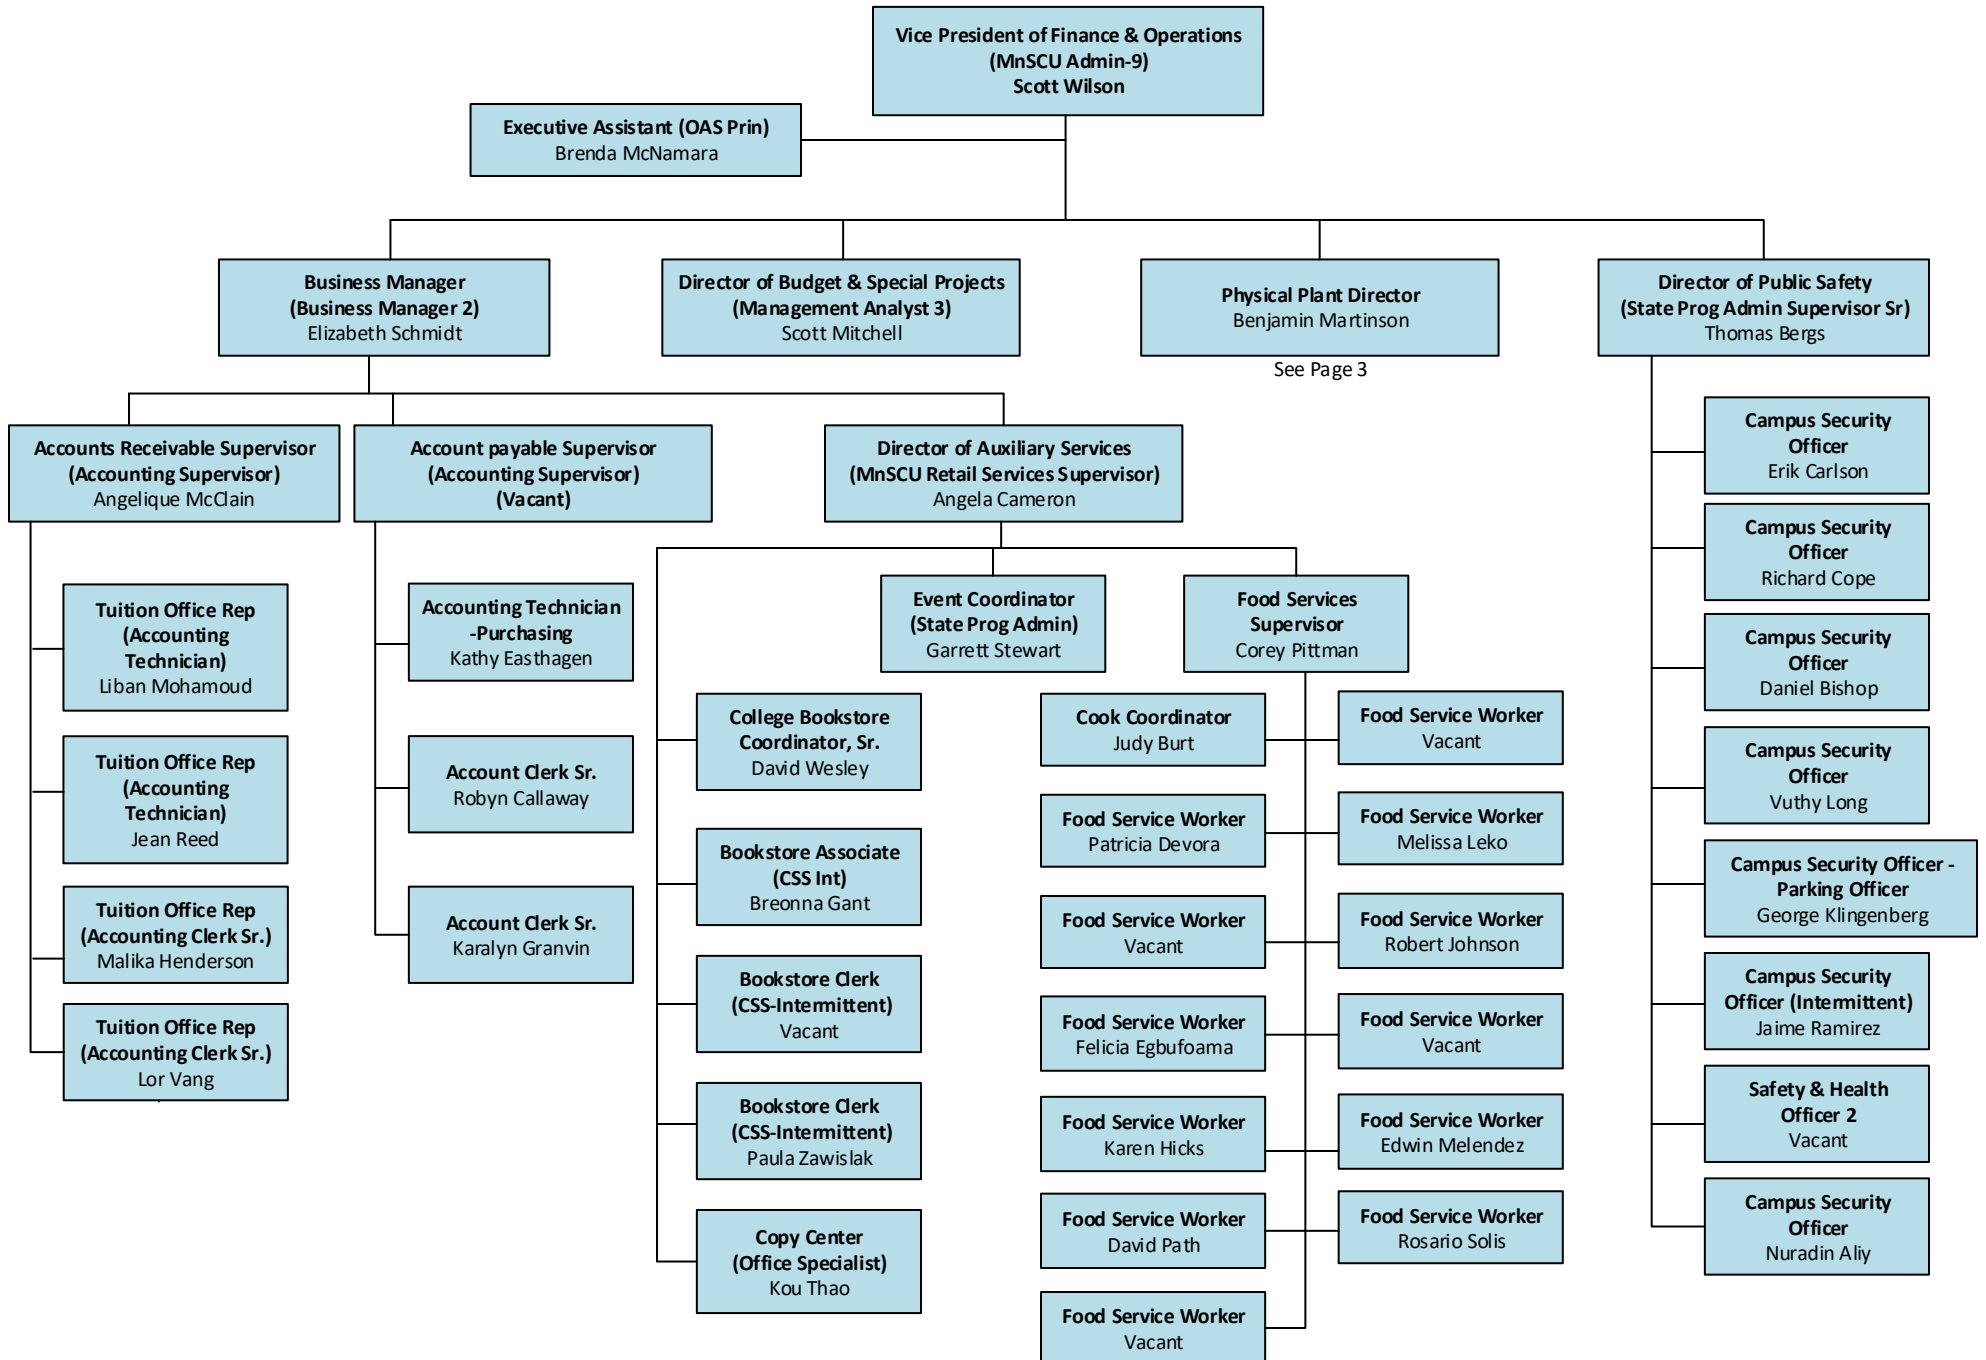 Vice President of Finance & Operations
(MnSCU Admin-9)
Scott Wilson
Executive Assistant (OAS Prin)
Brenda McNamara
Business Manager
(Business Manager 2)
Elizabeth Schmidt
Director of Budget & Special Projects
(Management Analyst 3)
Scott Mitchell
Physical Plant Director
Benjamin Martinson
See Page 3
Director of Public Safety
(State Prog Admin Supervisor Sr)
Thomas Bergs
Accounts Receivable Supervisor
(Accounting Supervisor)
Angelique McClain
Account payable Supervisor
(Accounting Supervisor)
(Vacant)
Director of Auxiliary Services
(MnSCU Retail Services Supervisor)
Angela Cameron
Tuition Office Rep
(Accounting
Technician)
Liban Mohamoud
Tuition Office Rep
(Accounting
Technician)
Jean Reed
Tuition Office Rep
(Accounting Clerk Sr.)
Malika Henderson
Tuition Office Rep
(Accounting Clerk Sr.)
Lor Vang
Accounting Technician
-Purchasing
Kathy Easthagen
Account Clerk Sr.
Robyn Callaway
Account Clerk Sr.
Karalyn Granvin
Event Coordinator
(State Prog Admin)
Garrett Stewart
Food Services
Supervisor
Corey Pittman
College Bookstore
Coordinator, Sr.
David Wesley
Bookstore Associate
(CSS Int)
Breonna Gant
Bookstore Clerk
(CSS-Intermittent)
Vacant
Bookstore Clerk
(CSS-Intermittent)
Paula Zawislak
Copy Center
(Office Specialist)
Kou Thao
Cook Coordinator
Judy Burt
Food Service Worker
Vacant
Food Service Worker
Patricia Devora
Food Service Worker
Melissa Leko
Food Service Worker
Vacant
Food Service Worker
Robert Johnson
Food Service Worker
Felicia Egbufoama
Food Service Worker
Vacant
Food Service Worker
Karen Hicks
Food Service Worker
Edwin Melendez
Food Service Worker
David Path
Food Service Worker
Rosario Solis
Food Service Worker
Vacant
Campus Security
Officer
Erik Carlson
Campus Security
Officer
Richard Cope
Campus Security
Officer
Daniel Bishop
Campus Security
Officer
Vuthy Long
Campus Security Officer -
Parking Officer
George Klingenberg
Campus Security
Officer (Intermittent)
Jaime Ramirez
Safety & Health
Officer 2
Vacant
Campus Security
Officer
Nuradin Aliy